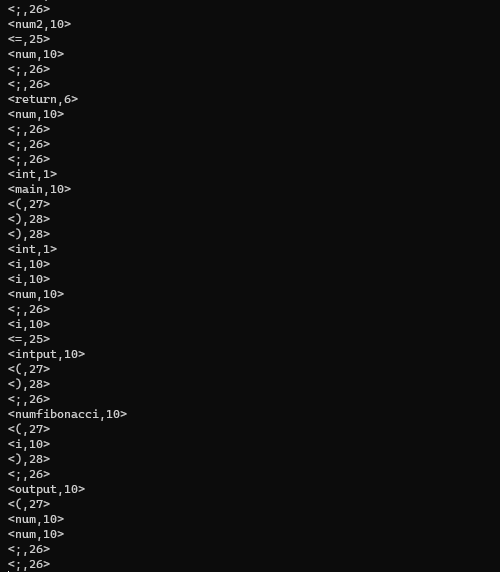 <;,26>
<num2,10>
<=,25>
<num,10>
<;,26>
<;,26>
<return,6>
<num,10>
<;,26>
<;,26>
<;,26>
<int,1>
<main,10>
<(,27>
<),28>
<),28>
<int,1>
<i,10>
<i,10>
<num,10>
<;,26>
<i,10>
<=,25>
<intput,10>
<(,27>
<),28>
<;,26>
<numfibonacci,10>
<(,27>
<i,10>
<),28>
<;,26>
<output,10>
<(,27>
<num,10>
<num,10>
<;,26>
<;,26>